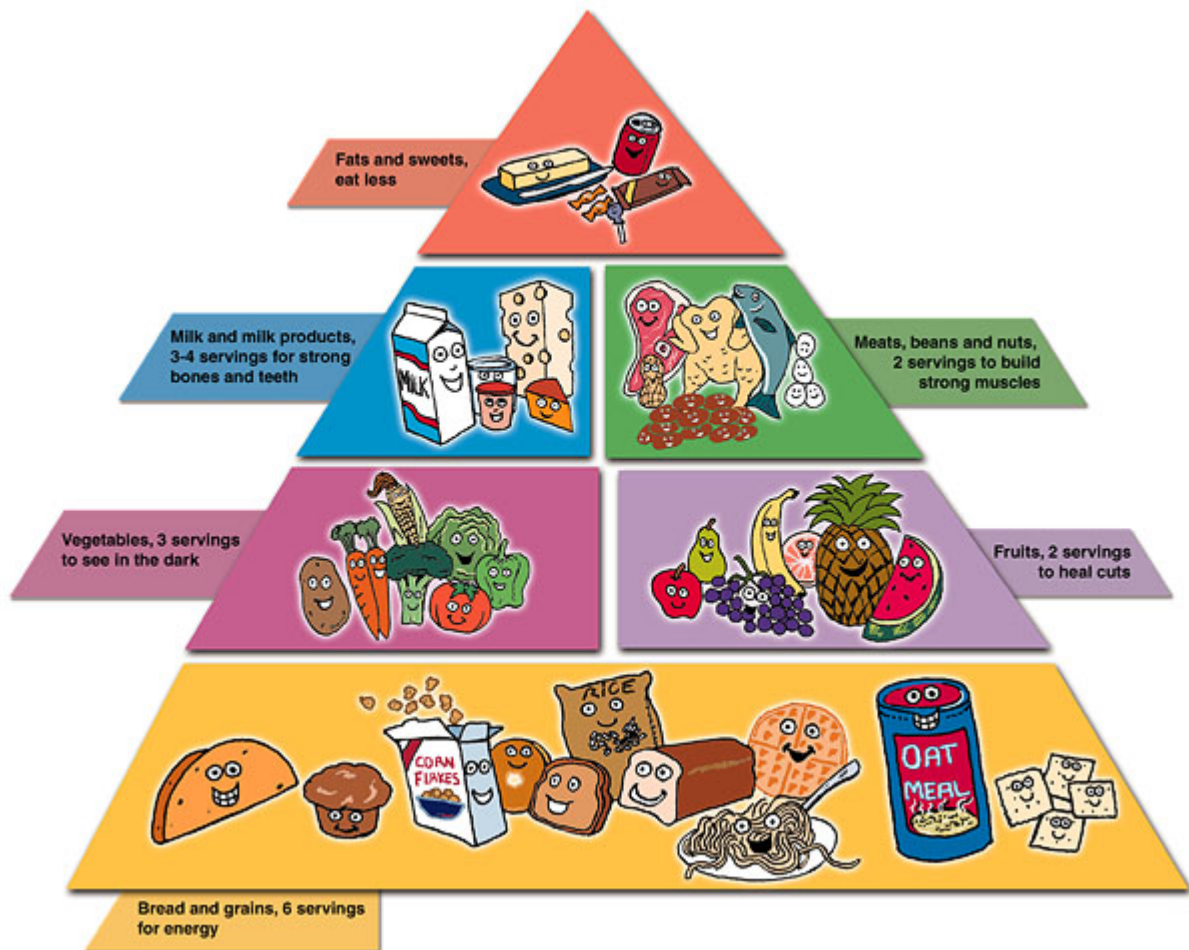 Fats and sweets,
eat less
Milk and milk products,
3-4 servings for strong
bones and teeth
MILK
Meats, beans and nuts,
2 servings to build
strong muscles
Vegetables, 3 servings
to see in the dark
Fruits, 2 servings
to heal cuts
RICE
CORN
FLAKES
OAT
MEAL
Bread and grains, 6 servings
for energy